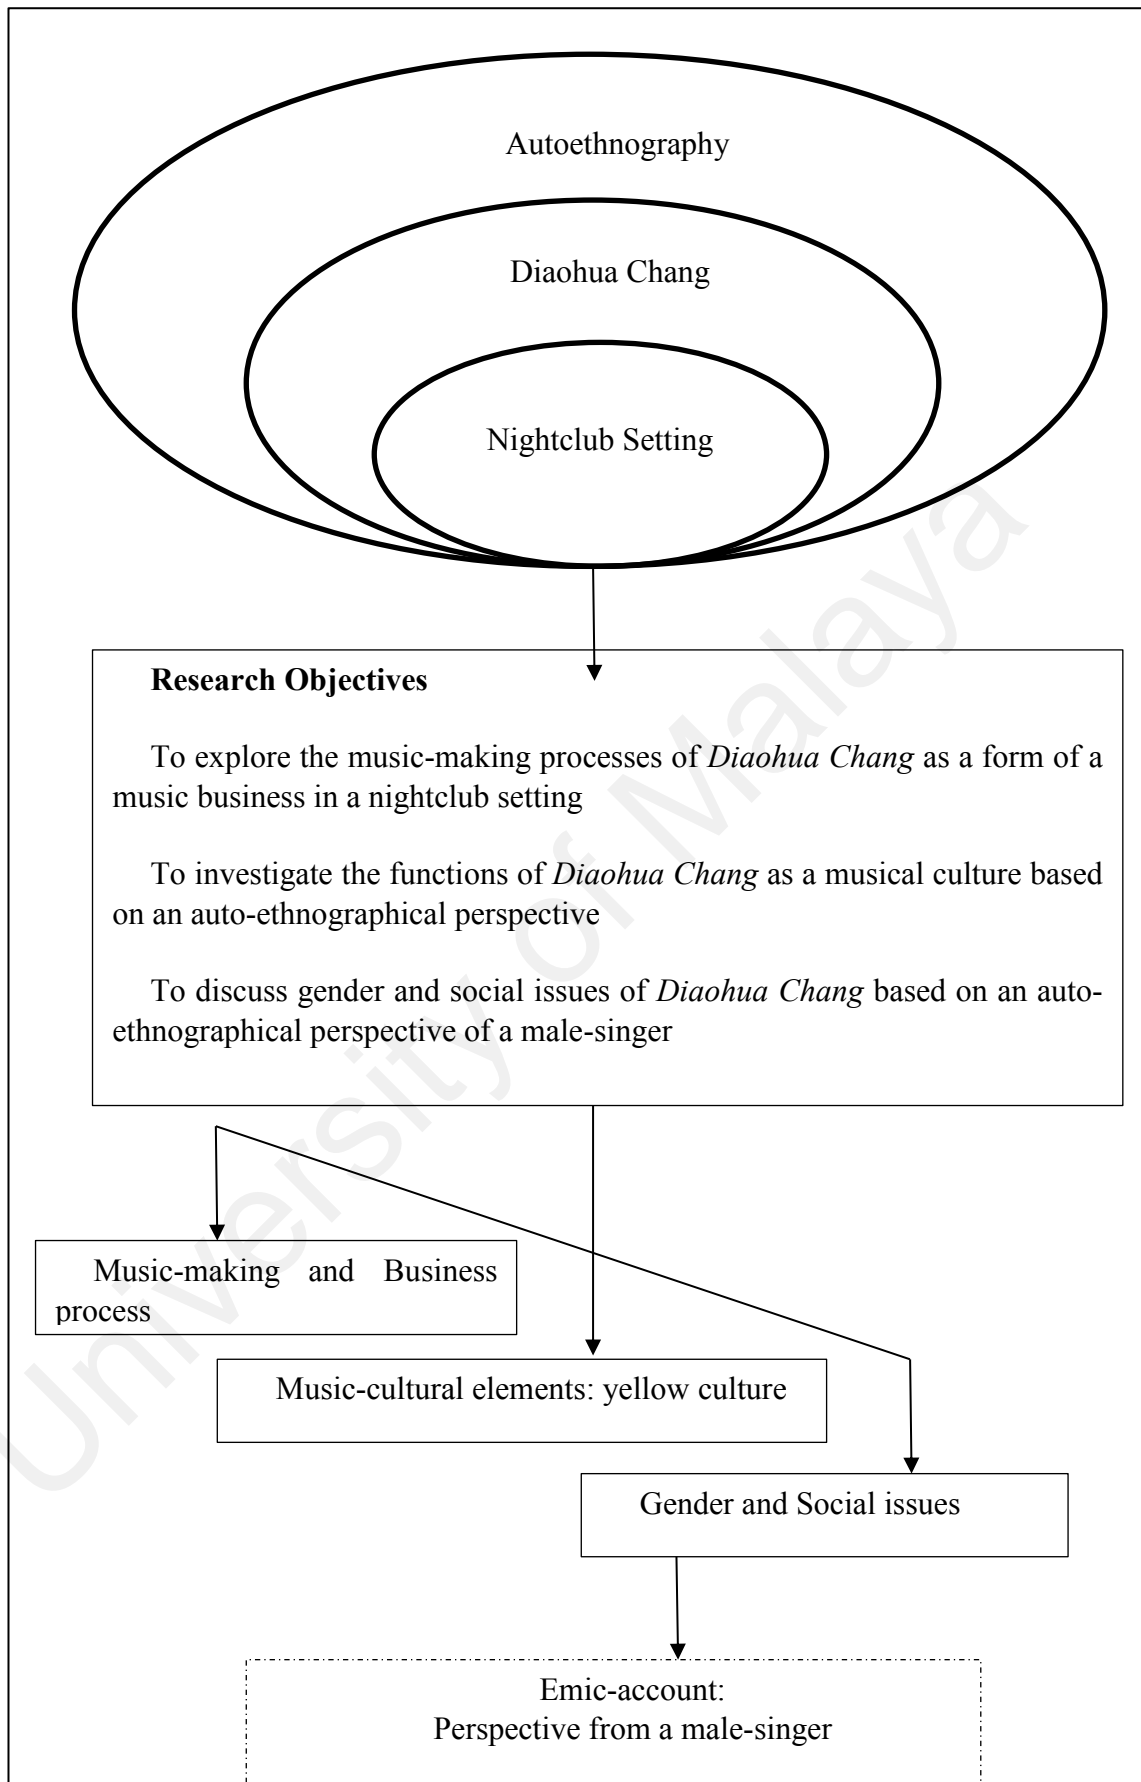 Autoethnography
Diaohua Chang
Nightclub Setting
Research Objectives
To explore the music-making processes of Diaohua Chang as a form of a
music business in a nightclub setting
To investigate the functions of Diaohua Chang as a musical culture based
on an auto-ethnographical perspective
To discuss gender and social issues of Diaohua Chang based on an auto-
ethnographical perspective of a male-singer
Music-making and Business
process
Music-cultural elements: yellow culture
Gender and Social issues
Emic-account:
Perspective from a male-singer
University of Malaya